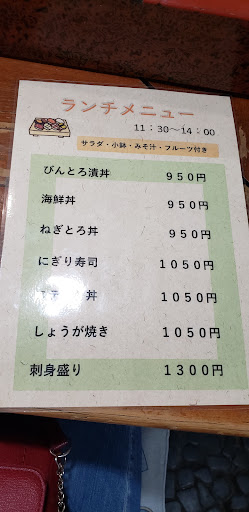 ランチメニュー
11：30～14：00
サラダ・小鉢・みそ汁・フルーツ付き
びんとろ漬丼 950円
海鮮丼 950円
ねぎとろ丼 950円
にぎり寿司 1050円
丼 1050円
しょうが焼き 1050円
刺身盛り 1300円